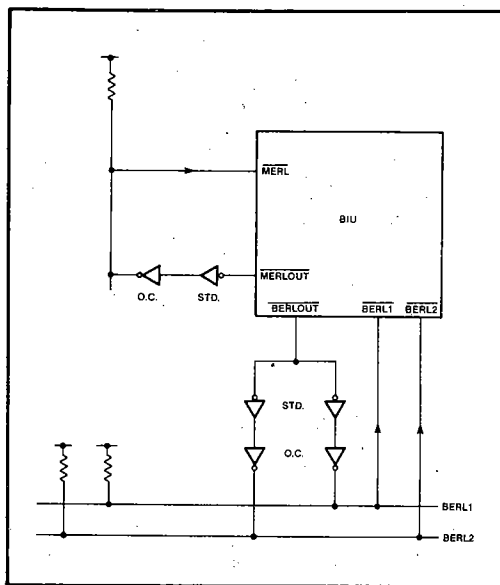 MERL
BIU
MERLOUT
O.C. STD.
BERLOUT BERL1 BERL2
STD.
O.C.
BERL1
BERL2